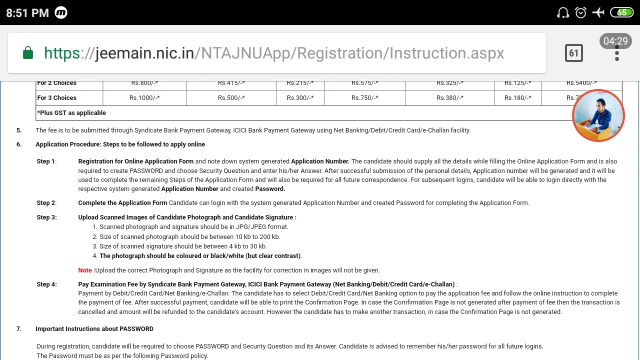 8:51 PM
65
https://jeemain.nic.in/NTAJNUApp/Registration/Instruction.aspx
61
04:29
For 2 Choices Rs.800/-* Rs.415/-* Rs.215/-* Rs.575/-* Rs.325/-* Rs.125/-* Rs.5400/-*
For 3 Choices Rs.1000/-* Rs.500/-* Rs.300/-* Rs.750/-* Rs.380/-* Rs.180/-*
*Plus GST as applicable
5. The fee is to be submitted through Syndicate Bank Payment Gateway, ICICI Bank Payment Gateway using Net Banking/Debit/Credit Card/e-Challan facility.
6. Application Procedure: Steps to be followed to apply online
Step 1: Registration for Online Application Form and note down system generated Application Number. The candidate should supply all the details while filling the Online Application Form and is also
required to create PASSWORD and choose Security Question and enter his/her Answer. After successful submission of the personal details, Application number will be generated and it will be
used to complete the remaining Steps of the Application Form and will also be required for all future correspondence. For subsequent logins, candidate will be able to login directly with the
respective system generated Application Number and created Password.
Step 2: Complete the Application Form Candidate can login with the system generated Application Number and created Password for completing the Application Form.
Step 3: Upload Scanned Images of Candidate Photograph and Candidate Signature :
1. Scanned photograph and signature should be in JPG/JPEG format.
2. Size of scanned photograph should be between 10 kb to 200 kb.
3. Size of scanned signature should be between 4 kb to 30 kb.
4. The photograph should be coloured or black/white (but clear contrast).
Note :Upload the correct Photograph and Signature as the facility for correction in images will not be given.
Step 4: Pay Examination Fee by Syndicate Bank Payment Gateway, ICICI Bank Payment Gateway (Net Banking/Debit/Credit Card/e-Challan) :
Payment by Debit/Credit Card/Net Banking/e-Challan: The candidate has to select Debit/Credit Card/Net Banking option to pay the application fee and follow the online instruction to complete
the payment of fee. After successful payment, candidate will be able to print the Confirmation Page. In case the Confirmation Page is not generated after payment of fee then the transaction is
cancelled and amount will be refunded to the candidate's account. However the candidate has to make another transaction, in case Confirmation Page is not generated.
7. Important Instructions about PASSWORD
During registration, candidate will be required to choose PASSWORD and Security Question and its Answer. Candidate is advised to remember his/her password for all future logins.
The Password must be as per the following Password policy.